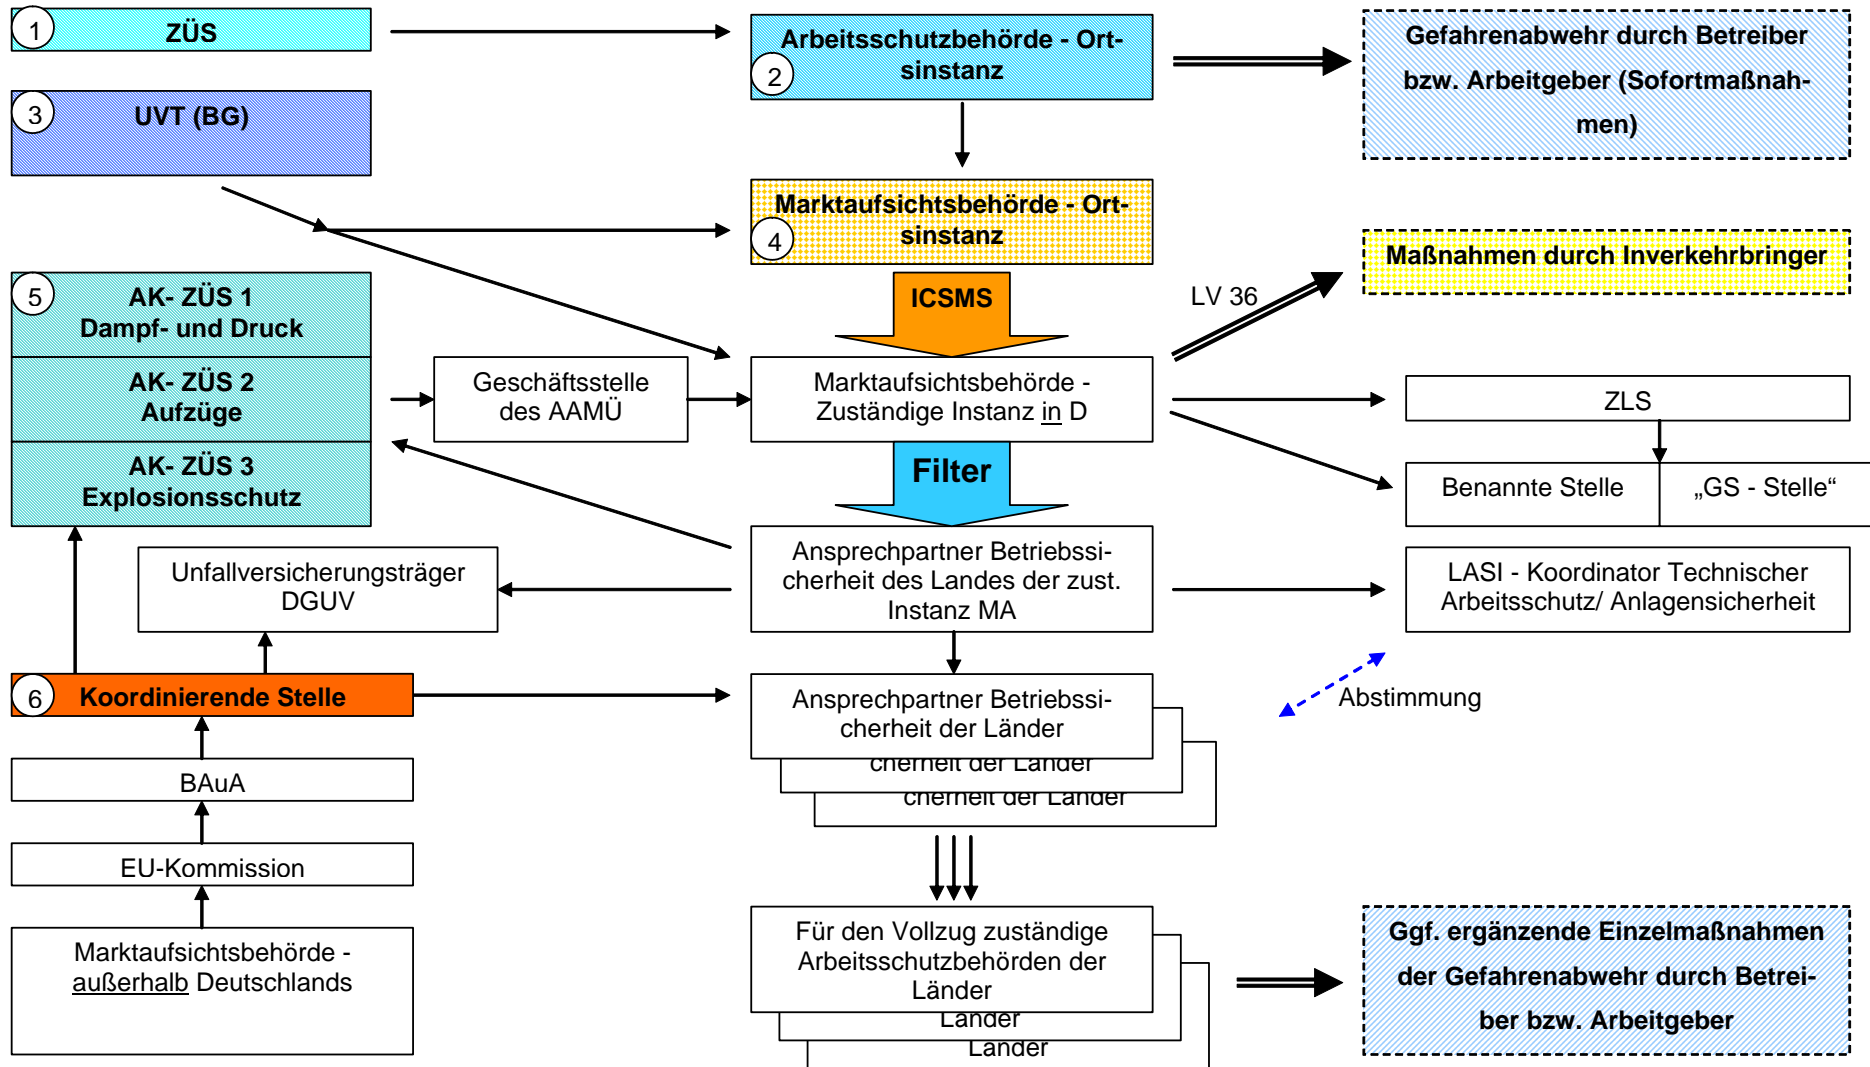 1
ZÜS
Arbeitsschutzbehörde - Ort-
sinstanz
2
Gefahrenabwehr durch Betreiber
bzw. Arbeitgeber (Sofortmaßnah-
men)
3
UVT (BG)
Marktaufsichtsbehörde - Ort-
sinstanz
4
Maßnahmen durch Inverkehrbringer
5
AK- ZÜS 1
Dampf- und Druck
ICSMS
LV 36
AK- ZÜS 2
Aufzüge
Geschäftsstelle
des AAMÜ
Marktaufsichtsbehörde -
Zuständige Instanz in D
ZLS
AK- ZÜS 3
Explosionsschutz
Filter
Benannte Stelle
„GS - Stelle“
Unfallversicherungsträger
DGUV
Ansprechpartner Betriebssi-
cherheit des Landes der zust.
Instanz MA
LASI - Koordinator Technischer
Arbeitsschutz/ Anlagensicherheit
6
Koordinierende Stelle
Ansprechpartner Betriebssi-
cherheit der Länder
cherheit der Länder
cherheit der Länder
Abstimmung
BAuA
EU-Kommission
Marktaufsichtsbehörde -
außerhalb Deutschlands
Für den Vollzug zuständige
Arbeitsschutzbehörden der
Länder
Länder
Länder
Ggf. ergänzende Einzelmaßnahmen
der Gefahrenabwehr durch Betrei-
ber bzw. Arbeitgeber